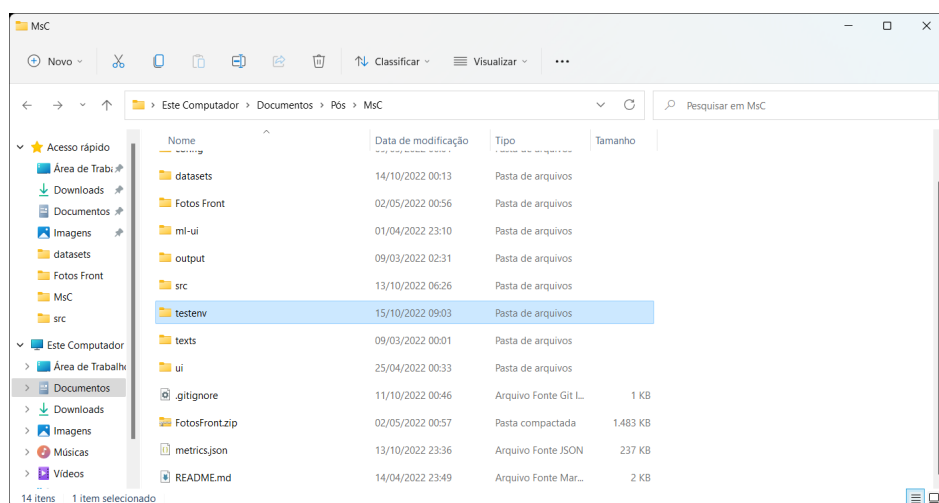 MsC
Novo
Classificar
Visualizar
Este Computador > Documentos > Pós > MsC
Pesquisar em MsC
Acesso rápido
Área de Traba
Downloads
Documentos
Imagens
datasets
Fotos Front
MsC
src
Este Computador
Área de Trabalho
Documentos
Downloads
Imagens
Músicas
Vídeos
Nome Data de modificação Tipo Tamanho
datasets 14/10/2022 00:13 Pasta de arquivos
Fotos Front 02/05/2022 00:56 Pasta de arquivos
ml-ui 01/04/2022 23:10 Pasta de arquivos
output 09/03/2022 02:31 Pasta de arquivos
src 13/10/2022 06:26 Pasta de arquivos
testenv 15/10/2022 09:03 Pasta de arquivos
texts 09/03/2022 00:01 Pasta de arquivos
ui 25/04/2022 00:33 Pasta de arquivos
.gitignore 11/10/2022 00:46 Arquivo Fonte Git I... 1 KB
FotosFront.zip 02/05/2022 00:57 Pasta compactada 1.483 KB
metrics.json 13/10/2022 23:36 Arquivo Fonte JSON 237 KB
README.md 14/04/2022 23:49 Arquivo Fonte Mar... 2 KB
14 itens 1 item selecionado